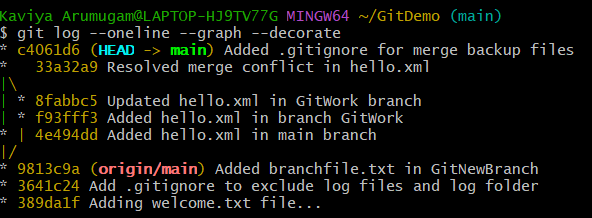 Kaviya Arumugam@LAPTOP-HJ9TV77G MINGW64 ~/GitDemo (main)
$ git log --oneline --graph --decorate
* c4061d6 (HEAD -> main) Added .gitignore for merge backup files
*   33a32a9 Resolved merge conflict in hello.xml
|\
| * 8fabbc5 Updated hello.xml in GitWork branch
| * f93fff3 Added hello.xml in branch GitWork
* | 4e494dd Added hello.xml in main branch
|/
* 9813c9a (origin/main) Added branchfile.txt in GitNewBranch
* 3641c24 Add .gitignore to exclude log files and log folder
* 389da1f Adding welcome.txt file...